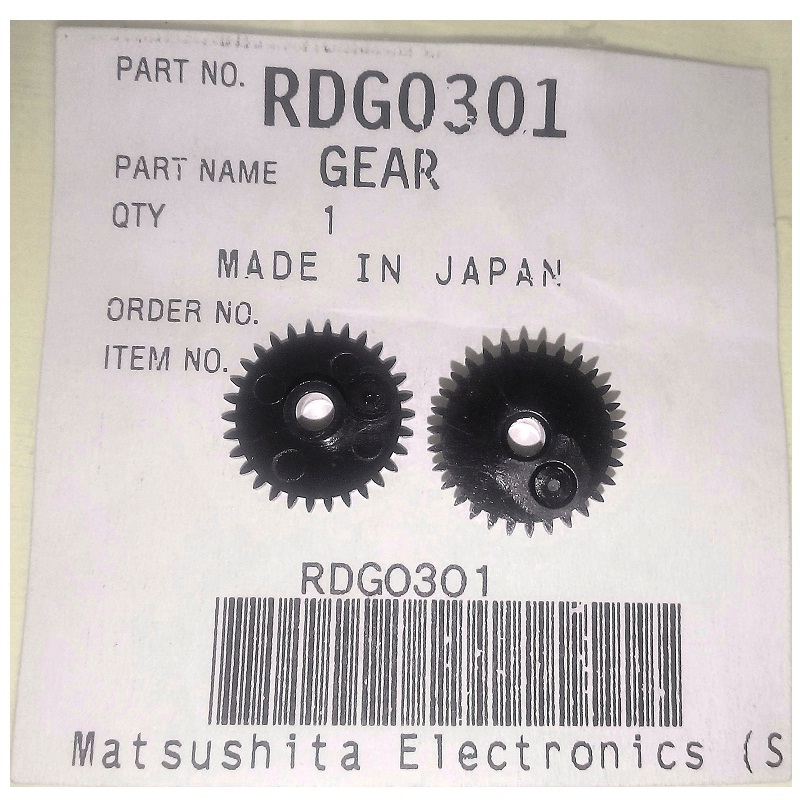 PART NO. RDG0301
PART NAME GEAR
QTY 1
MADE IN JAPAN
ORDER NO.
ITEM NO.
RDG0301
Matsushita Electronics (S